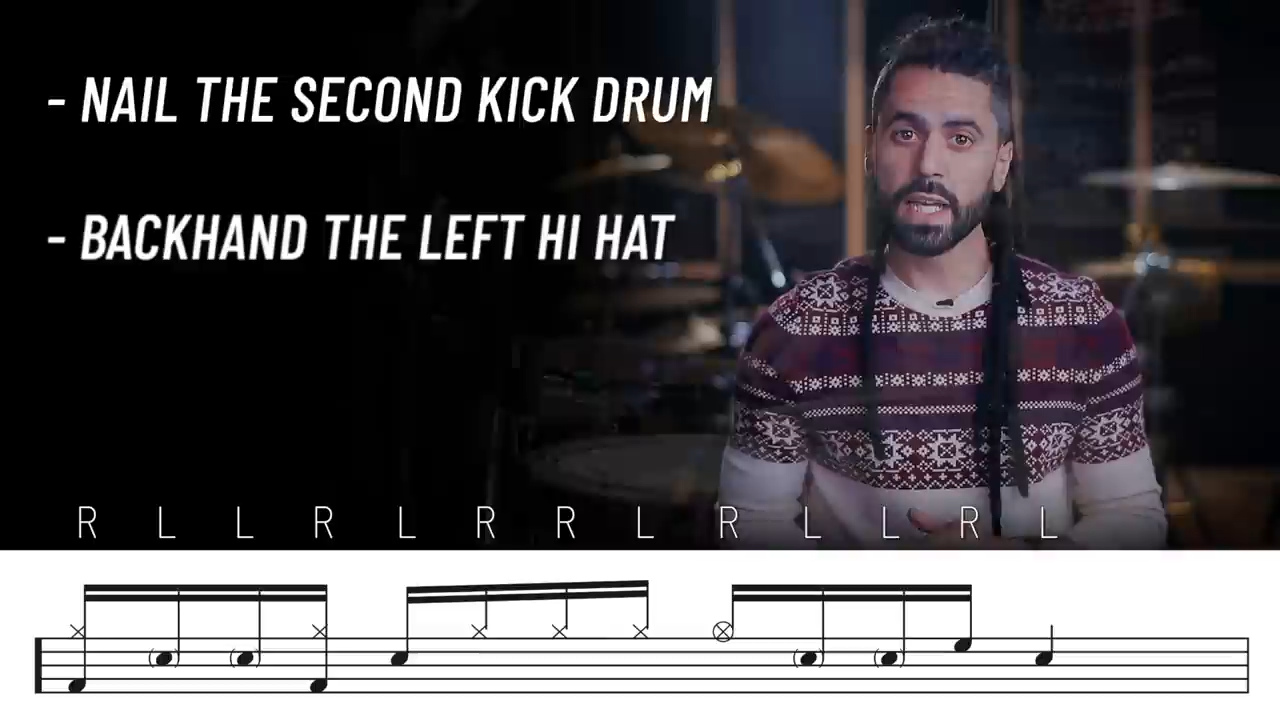 - NAIL THE SECOND KICK DRUM
- BACKHAND THE LEFT HI HAT
R L L R L R R L R L L R L